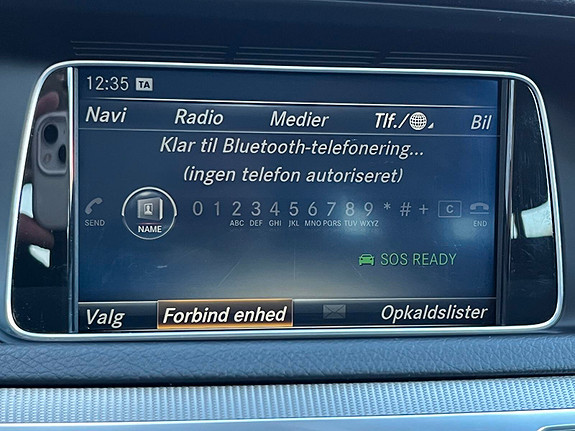 12:35 TA
Navi Radio Medier Tlf./ Bil
Klar til Bluetooth-telefonering...
(ingen telefon autoriseret)
0 1 2 3 4 5 6 7 8 9 * # + C
SEND NAME ABC DEF GHI JKL MNO PQRS TUV WXYZ END
SOS READY
Valg Forbind enhed Opkaldslister